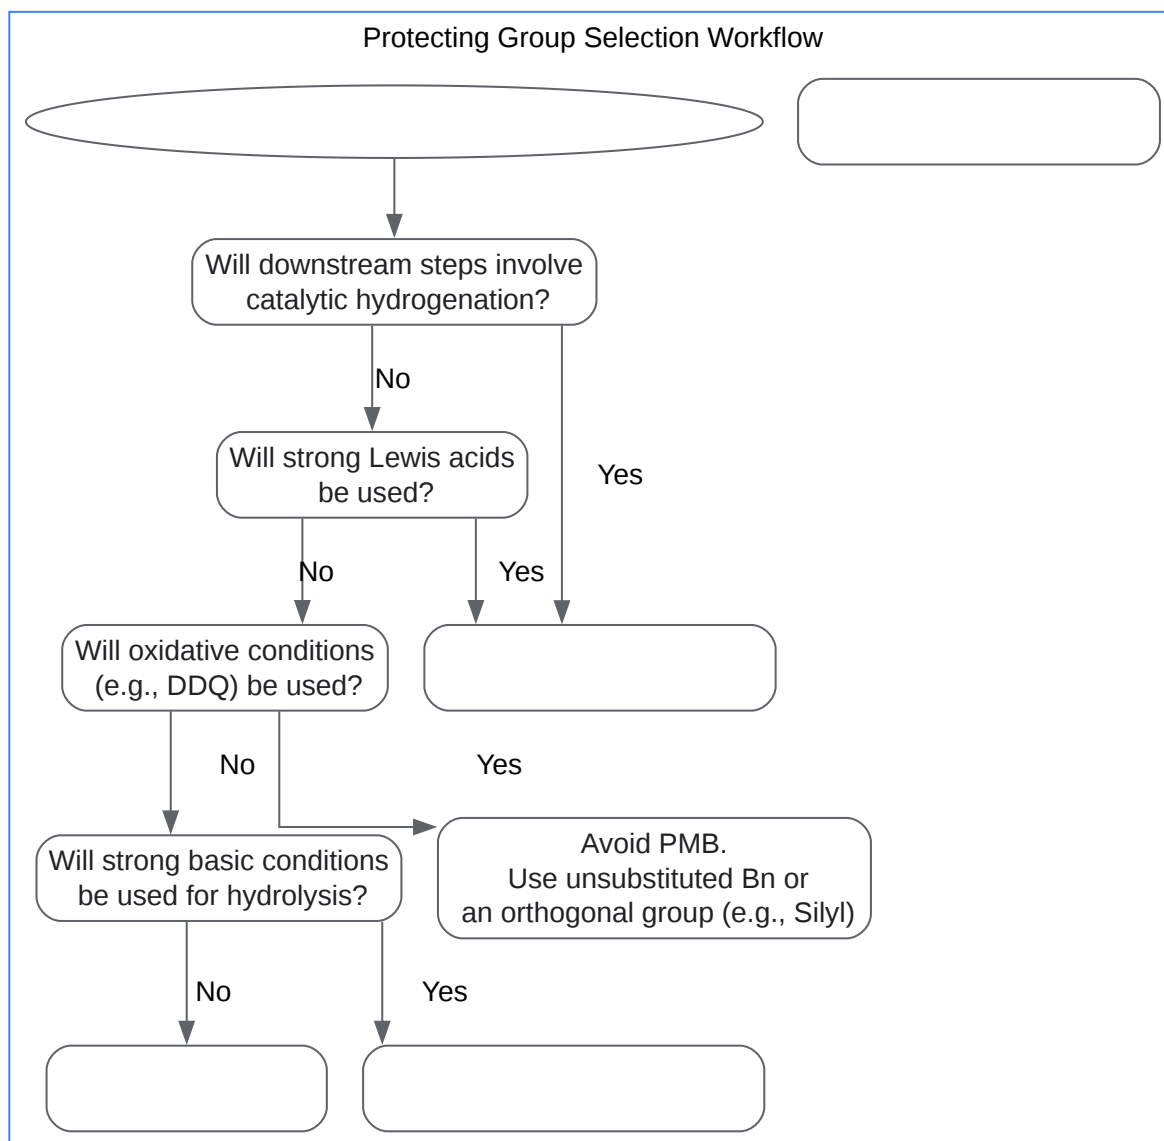 Protecting Group Selection Workflow
Will downstream steps involve
catalytic hydrogenation?
No
Will strong Lewis acids
be used?
Yes
No
Yes
Will oxidative conditions
(e.g., DDQ) be used?
No
Yes
Avoid PMB.
Use unsubstituted Bn or
an orthogonal group (e.g., Silyl)
Will strong basic conditions
be used for hydrolysis?
No
Yes